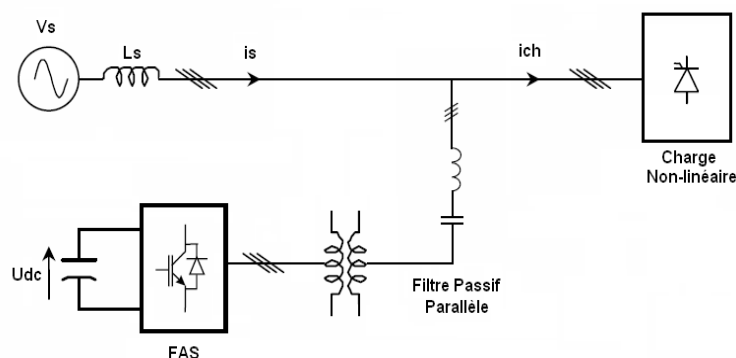 Vs
Ls
is
ich
Charge
Non-linéaire
Udc
Filtre Passif
Parallèle
FAS